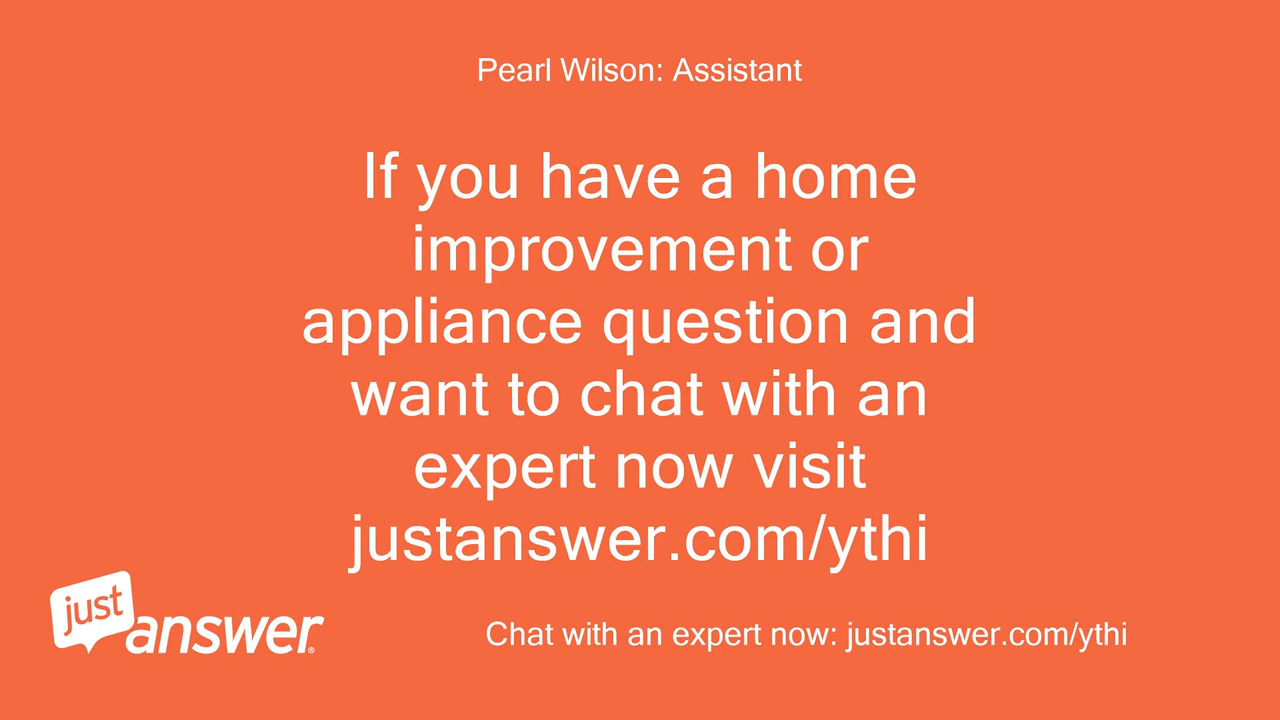 Pearl Wilson: Assistant
If you have a home
improvement or
appliance question and
want to chat with an
expert now visit
justanswer.com/ythi
just
answer®
Chat with an expert now: justanswer.com/ythi